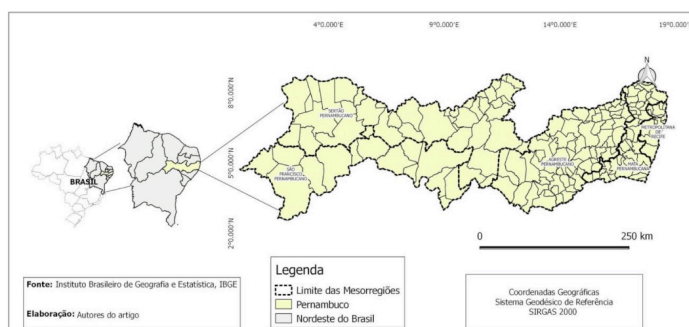 4°0,000'E 9°0,000'E 14°0,000'E 19°0,000'E
8°0,000'N
5°0,000'N
2°0,000'N
N
SERTÃO
PERNAMBUCANO
SÃO
FRANCISCO
PERNAMBUCANO
AGRESTE
PERNAMBUCANO
METROPOLITANA
DE
RECIFE
MATA
PERNAMBUCANA
BRASIL
0 250 km
Fonte: Instituto Brasileiro de Geografia e Estatística, IBGE
Elaboração: Autores do artigo
Legenda
Limite das Mesorregiões
Pernambuco
Nordeste do Brasil
Coordenadas Geográficas
Sistema Geodésico de Referência
SIRGAS 2000